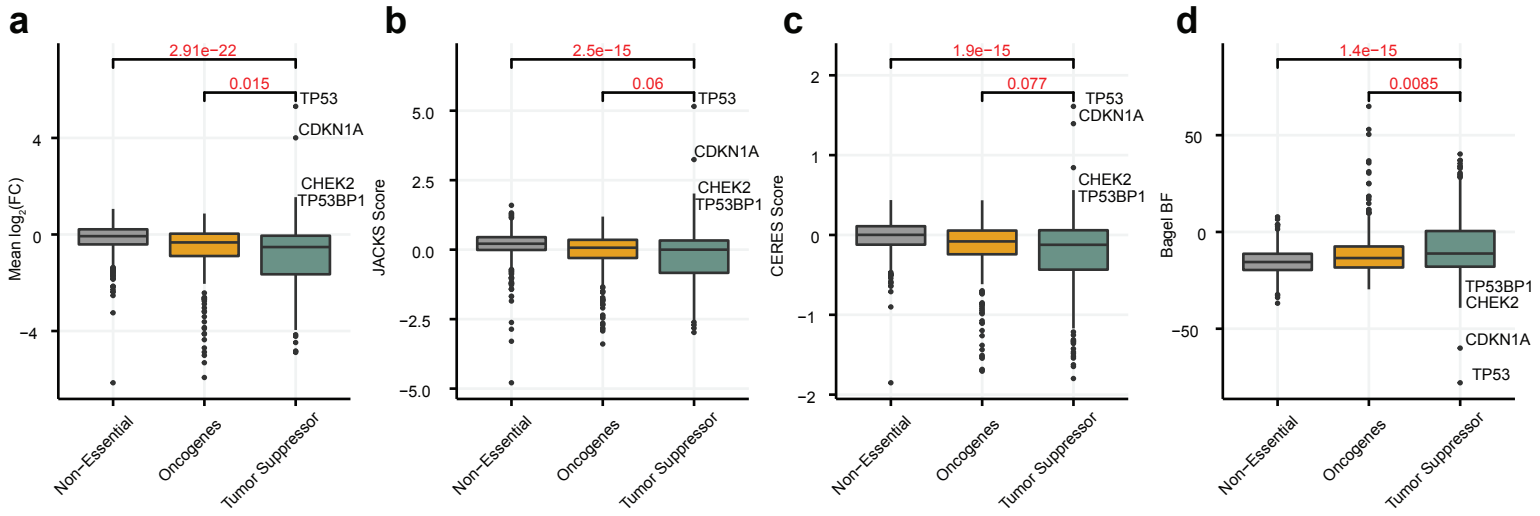 a
2.91e−22
0.015
TP53
CDKN1A
CHEK2
TP53BP1
4
0
−4
Mean log2(FC)
Non−Essential
Oncogenes
Tumor Suppressor
b
2.5e−15
0.06
TP53
CDKN1A
CHEK2
TP53BP1
5.0
2.5
0.0
−2.5
−5.0
JACKS Score
Non−Essential
Oncogenes
Tumor Suppressor
c
1.9e−15
0.077
TP53
CDKN1A
CHEK2
TP53BP1
2
1
0
−1
−2
CERES Score
Non−Essential
Oncogenes
Tumor Suppressor
d
1.4e−15
0.0085
TP53BP1
CHEK2
CDKN1A
TP53
50
0
−50
Bagel BF
Non−Essential
Oncogenes
Tumor Suppressor